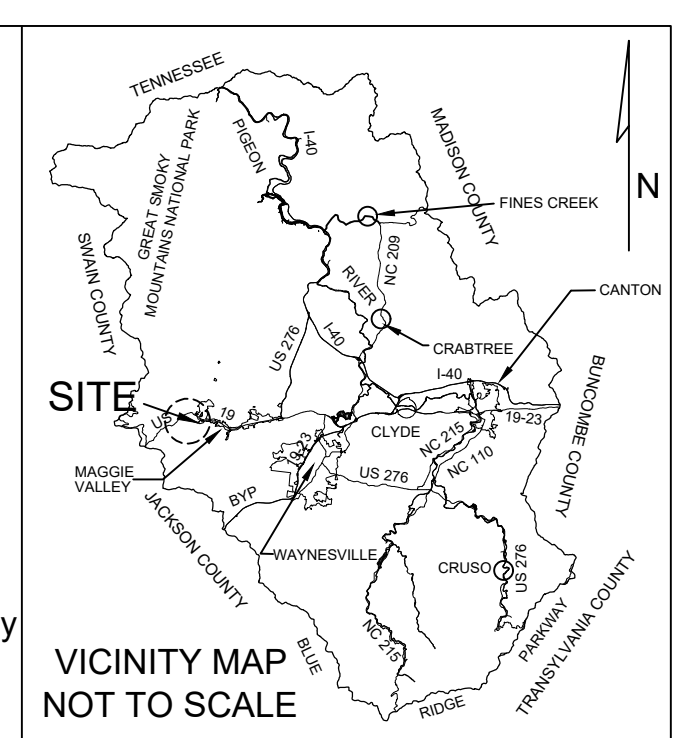 TENNESSEE
PIGEON
I-40
GREAT SMOKY
MOUNTAINS NATIONAL PARK
MADISON COUNTY
N
FINES CREEK
SWAIN COUNTY
NC 209
RIVER
CANTON
US 276
I-40
CRABTREE
I-40
SITE
US
19
BUNCOMBE COUNTY
19-23
CLYDE
NC 215
MAGGIE
VALLEY
9-23
NC 110
US 276
BYP
JACKSON COUNTY
WAYNESVILLE
CRUSO
US 276
y
BLUE
NC 215
PARKWAY
TRANSYLVANIA COUNTY
VICINITY MAP
NOT TO SCALE
RIDGE